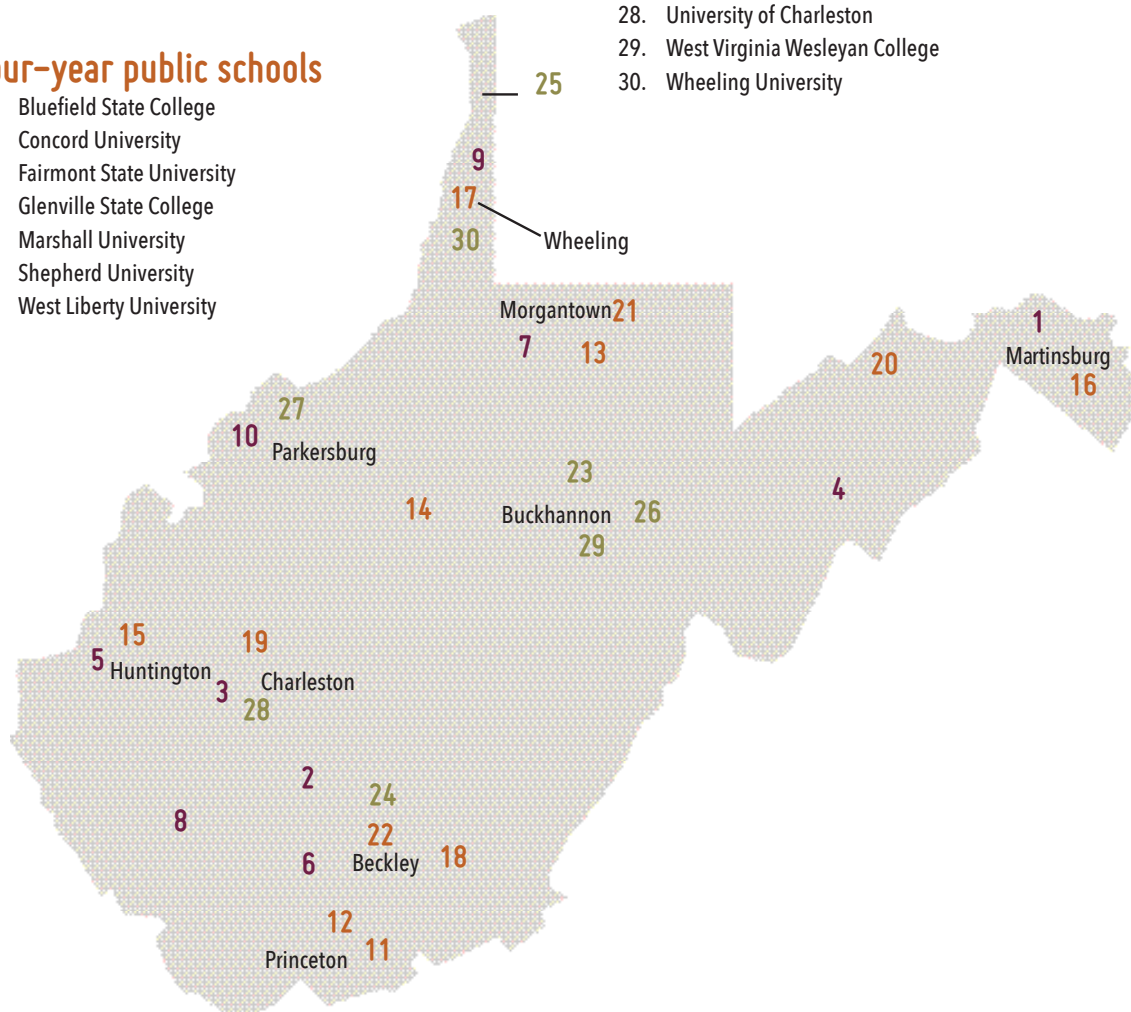 28. University of Charleston
29. West Virginia Wesleyan College
30. Wheeling University
our-year public schools
Bluefield State College
Concord University
Fairmont State University
Glenville State College
Marshall University
Shepherd University
West Liberty University
25
9
17
30
Wheeling
Morgantown 21
7
13
1
Martinsburg
20
16
27
10
Parkersburg
23
4
14
Buckhannon
26
29
15
19
5
Huntington
3
Charleston
28
2
24
8
22
6
Beckley
18
12
11
Princeton